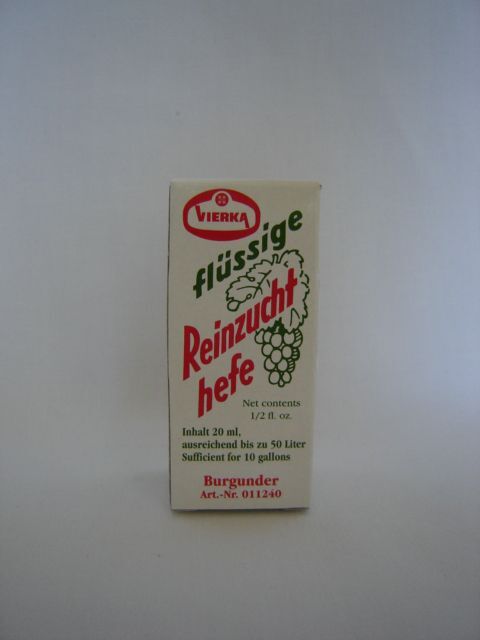 VIERKA
flüssige
Reinzucht
hefe
Net contents
1/2 fl. oz.
Inhalt 20 ml,
ausreichend bis zu 50 Liter
Sufficient for 10 gallons
Burgunder
Art.-Nr. 011240